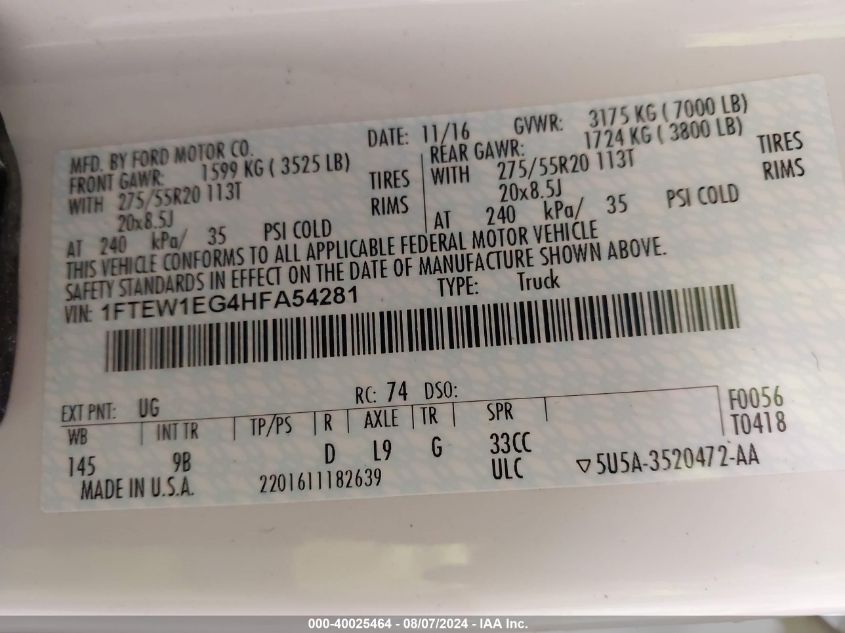 MFD. BY FORD MOTOR CO. DATE: 11/16 GVWR: 3175 KG ( 7000 LB)
FRONT GAWR: 1599 KG ( 3525 LB) REAR GAWR: 1724 KG ( 3800 LB)
WITH 275/55R20 113T TIRES WITH 275/55R20 113T TIRES
20x8.5J RIMS 20x8.5J RIMS
AT 240 kPa/ 35 PSI COLD AT 240 kPa/ 35 PSI COLD
THIS VEHICLE CONFORMS TO ALL APPLICABLE FEDERAL MOTOR VEHICLE
SAFETY STANDARDS IN EFFECT ON THE DATE OF MANUFACTURE SHOWN ABOVE.
VIN: 1FTEW1EG4HFA54281 TYPE: Truck
EXT PNT: UG RC: 74 DSO: F0056
WB INT TR TP/PS R AXLE TR SPR T0418
145 9B D L9 G 33CC
ULC ▽5U5A-3520472-AA
MADE IN U.S.A. 2201611182639
000-40025464 - 08/07/2024 - IAA Inc.